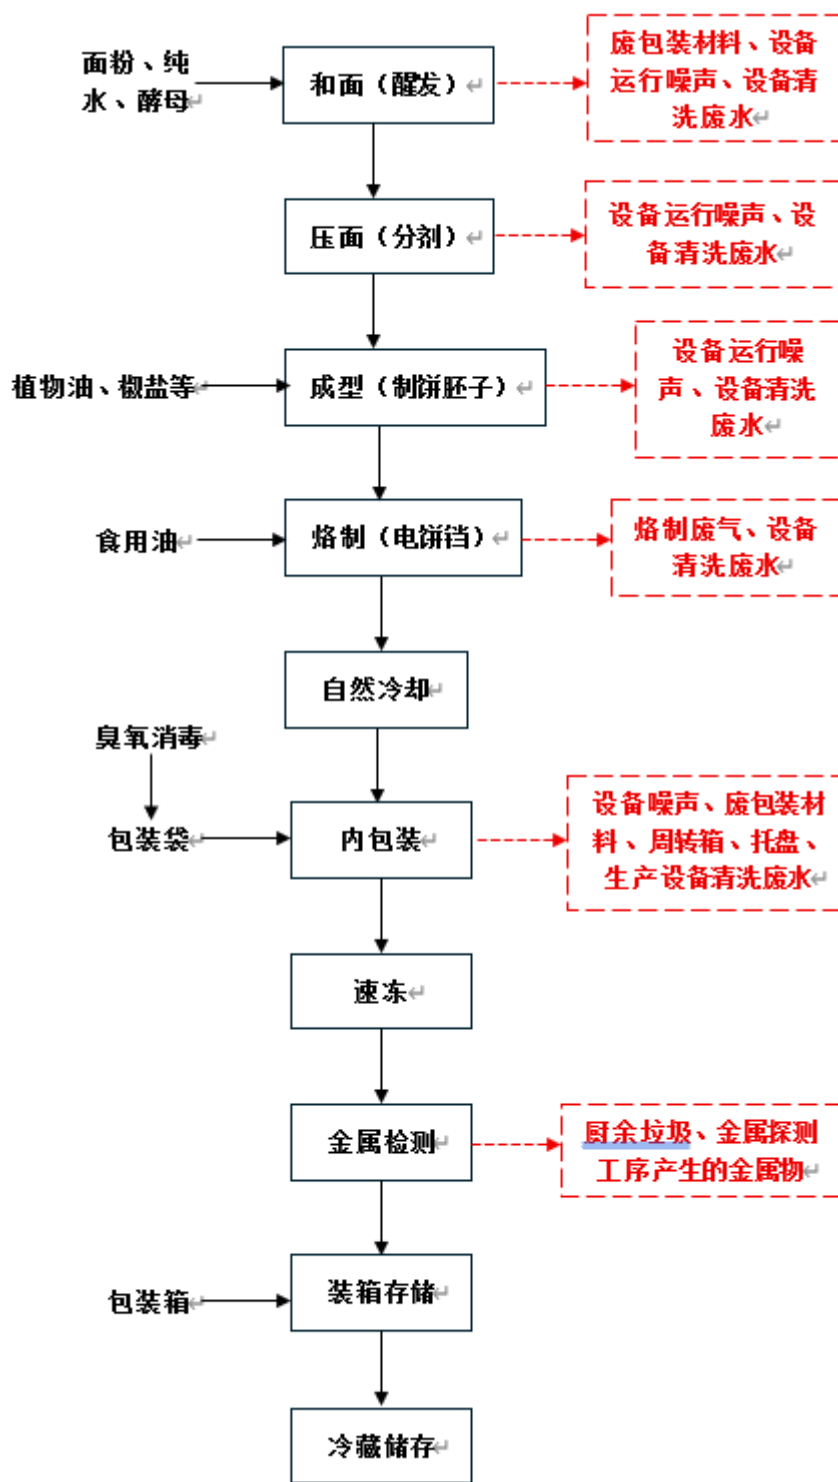 面粉、纯
水、酵母↵
和面（醒发）↵
废包装材料、设备
运行噪声、设备清
洗废水↵
压面（分剂）↵
设备运行噪声、设
备清洗废水↵
植物油、椒盐等↵
成型（制饼胚子）↵
设备运行噪
声、设备清洗
废水↵
食用油↵
烙制（电饼铛）↵
烙制废气、设备
清洗废水↵
自然冷却↵
臭氧消毒↵
包装袋↵
内包装↵
设备噪声、废包装材
料、周转箱、托盘、
生产设备清洗废水↵
速冻↵
金属检测↵
厨余垃圾、金属探测
工序产生的金属物↵
包装箱↵
装箱存储↵
冷藏储存↵